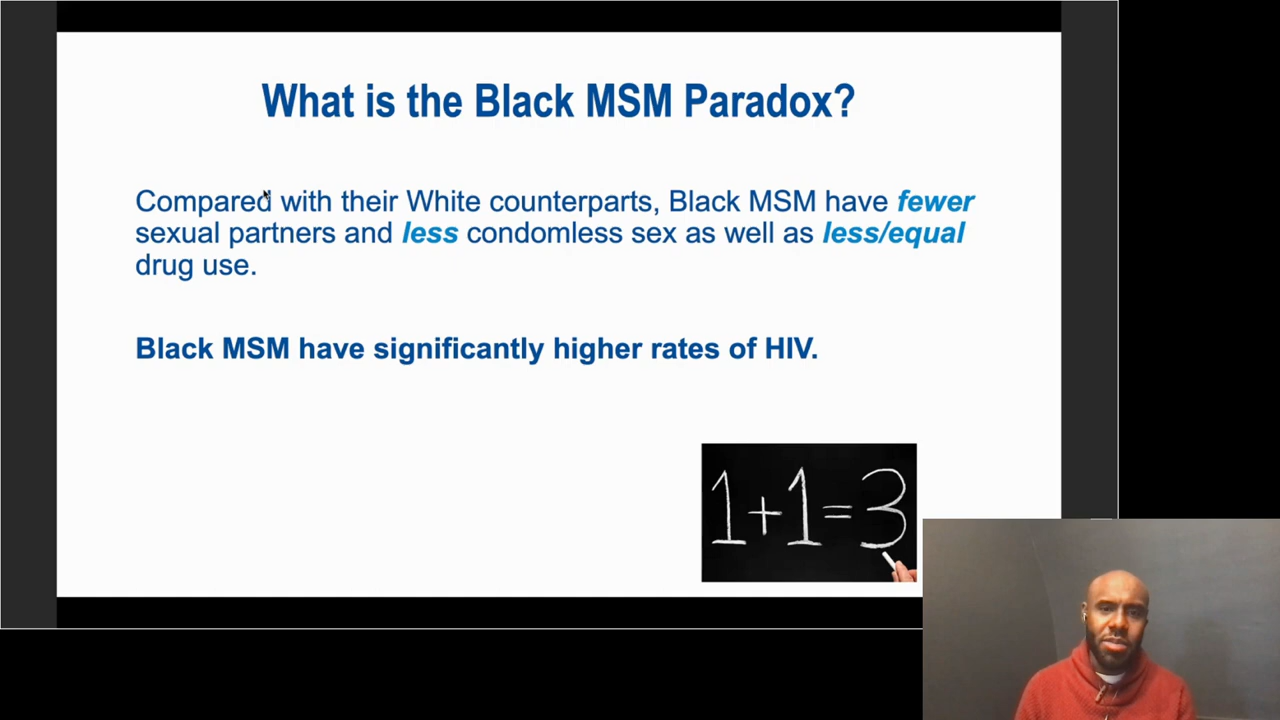 What is the Black MSM Paradox?
Compared with their White counterparts, Black MSM have fewer
sexual partners and less condomless sex as well as less/equal
drug use.
Black MSM have significantly higher rates of HIV.
1+1=3